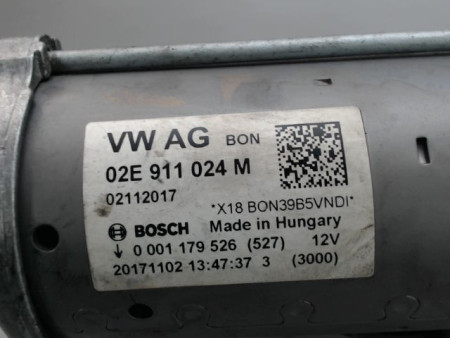 VW AG BON
02E 911 024 M
02112017
*X18 BON39B5VNDI*
BOSCH Made in Hungary
↓ 0 001 179 526 (527) 12V
20171102 13:47:37 3 (3000)